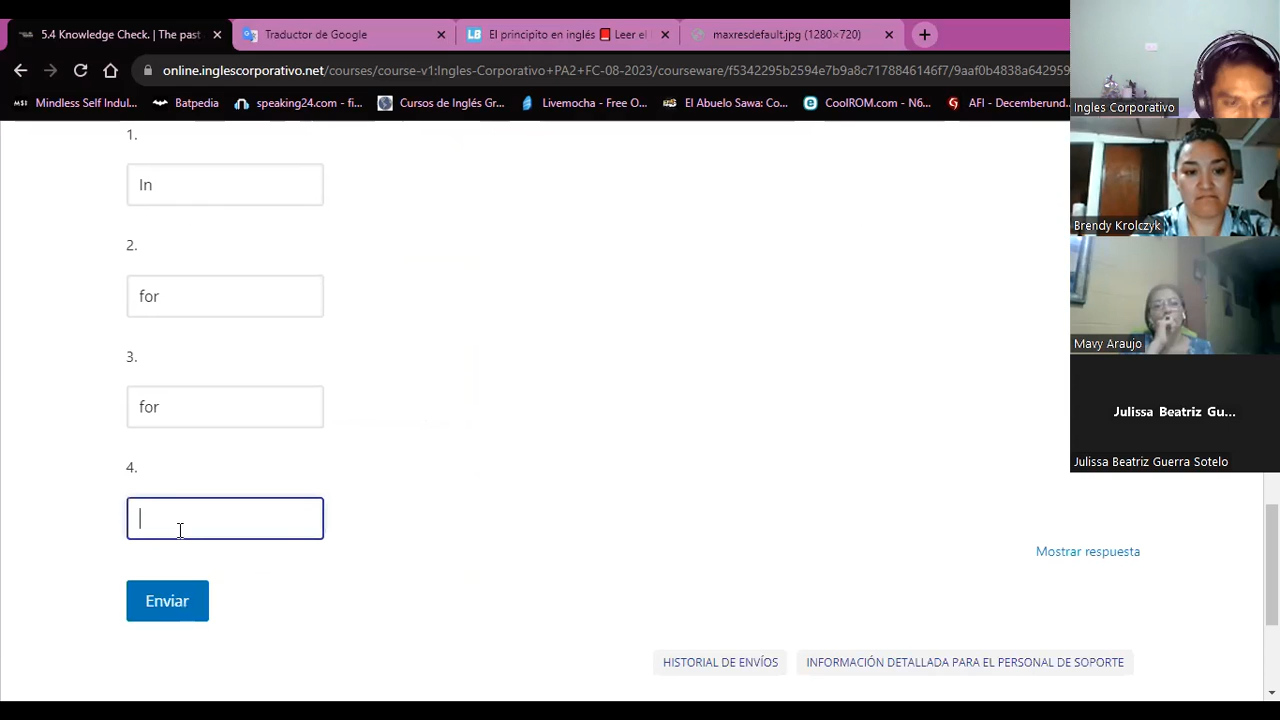 5.4 Knowledge Check. | The past
Traductor de Google
El principito en inglés 📕 Leer el l
maxresdefault.jpg (1280×720)
online.inglescorporativo.net/courses/course-v1:Ingles-Corporativo+PA2+FC-08-2023/courseware/f5342295b2594e7b9a8c7178846146f7/9aaf0b4838a642959
Mindless Self Indul...
Batpedia
speaking24.com - fi...
Cursos de Inglés Gr...
Livemocha - Free O...
El Abuelo Sawa: Co...
CoolROM.com - N6...
AFI - Decemberund...
Ingles Corporativo
1.
In
Brendy Krolczyk
2.
for
Mavy Araujo
3.
for
Julissa Beatriz Gu...
Julissa Beatriz Guerra Sotelo
4.
Mostrar respuesta
Enviar
HISTORIAL DE ENVÍOS
INFORMACIÓN DETALLADA PARA EL PERSONAL DE SOPORTE